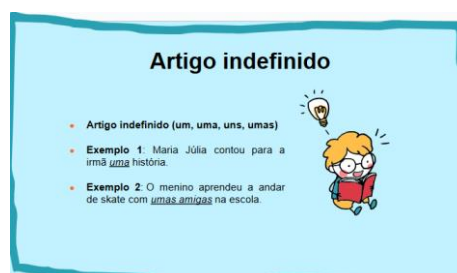 Artigo indefinido
Artigo indefinido (um, uma, uns, umas)
Exemplo 1: Maria Júlia contou para a
irmã uma história.
Exemplo 2: O menino aprendeu a andar
de skate com umas amigas na escola.